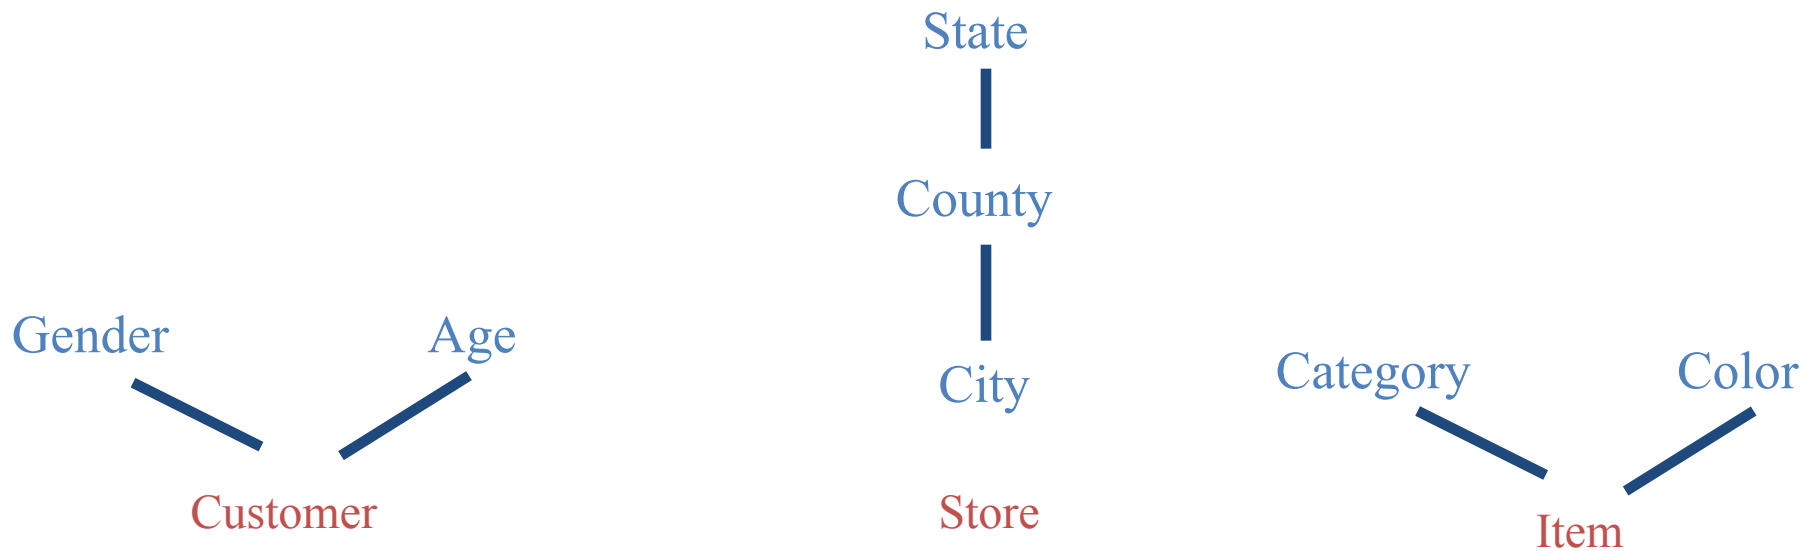 State
County
Gender
Age
City
Category
Color
Customer
Store
Item